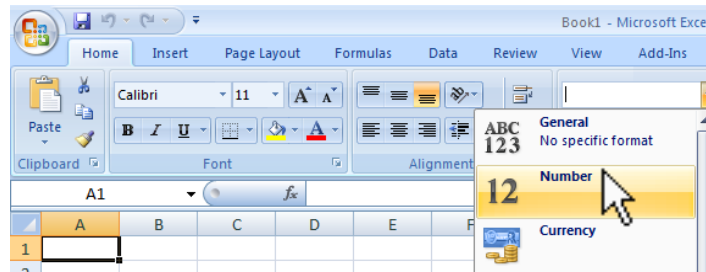 Book1 - Microsoft Exce
Home Insert Page Layout Formulas Data Review View Add-Ins
Calibri 11 A A
Paste
B I U A
Clipboard Font Alignment
ABC
123
General
No specific format
12
Number
Currency
A1 fx
A B C D E F
1